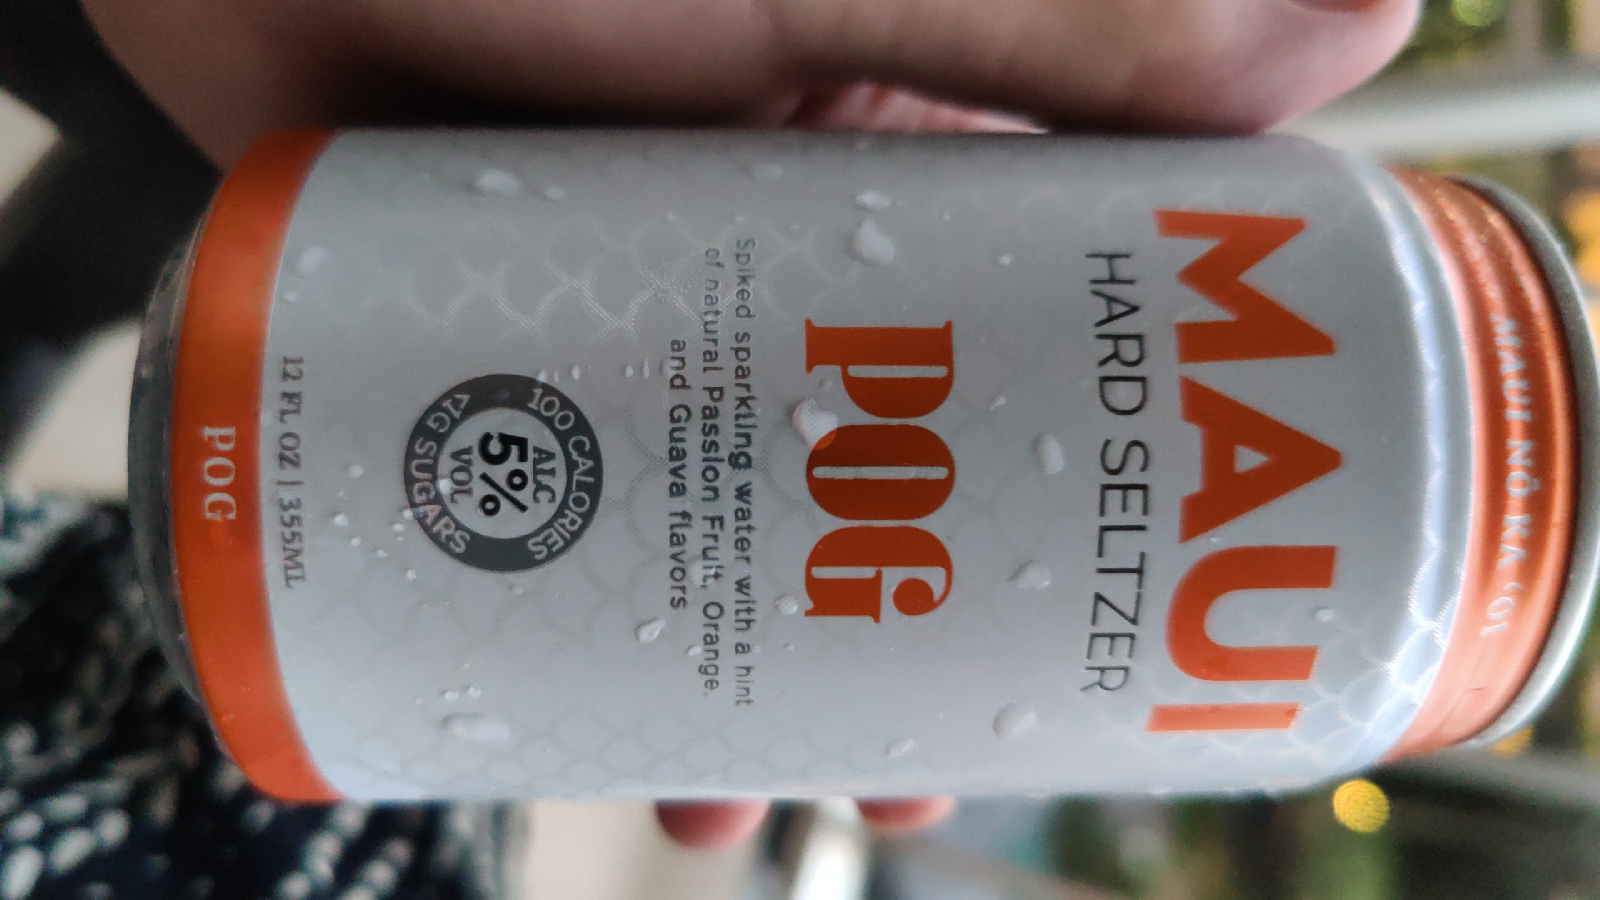 MAUI NŌ KA ʻOI
MAUI
HARD SELTZER
POG
Spiked sparkling water with a hint
of natural Passion Fruit, Orange,
and Guava flavors
100 CALORIES
ALC
5%
VOL
<1G SUGARS
12 FL OZ | 355ML
POG